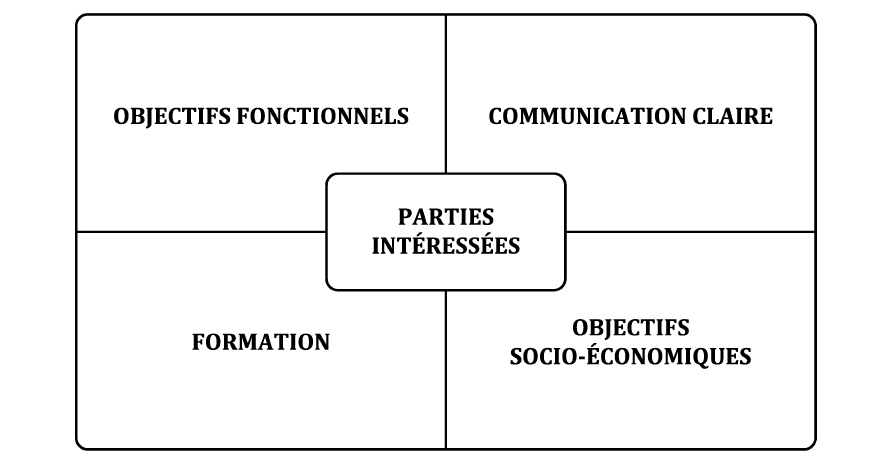 OBJECTIFS FONCTIONNELS
COMMUNICATION CLAIRE
PARTIES
INTÉRESSÉES
FORMATION
OBJECTIFS
SOCIO-ÉCONOMIQUES